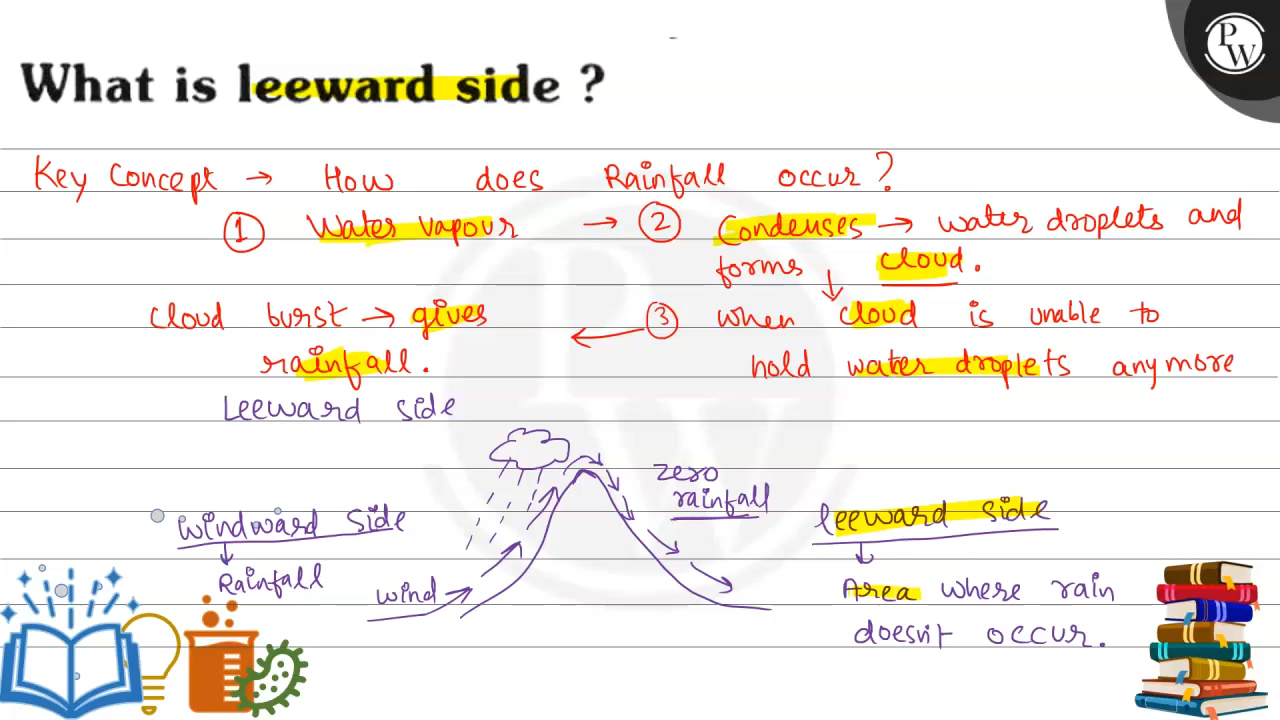 PW
What is leeward side ?
Key Concept → How does Rainfall occur?
① Water vapour → ② Condenses → water droplets and
forms cloud.
cloud burst → gives ③ when cloud is unable to
rainfall. hold water droplets anymore
Leeward side
zero
rainfall
windward side
leeward side
Rainfall
wind
Area where rain
doesn't occur.